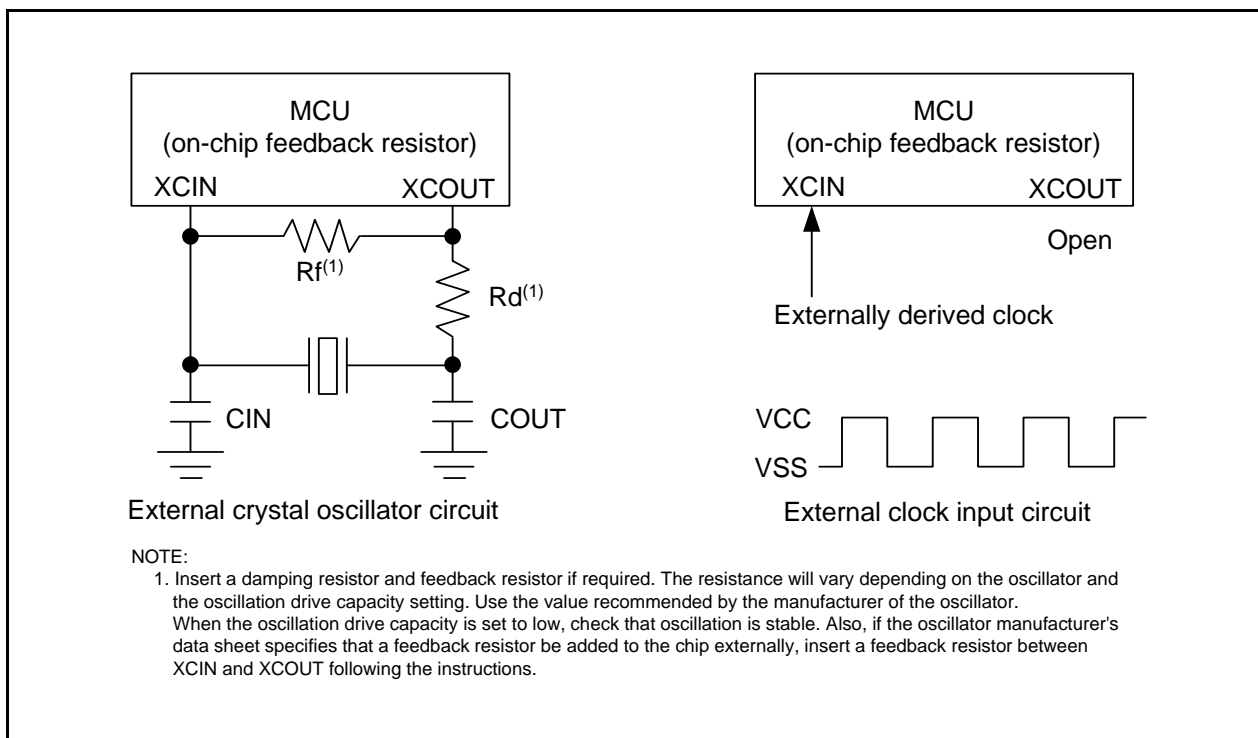 MCU
(on-chip feedback resistor)
XCIN
XCOUT
Rf(1)
Rd(1)
CIN
COUT
External crystal oscillator circuit
MCU
(on-chip feedback resistor)
XCIN
XCOUT
Open
Externally derived clock
VCC
VSS
External clock input circuit
NOTE:
1. Insert a damping resistor and feedback resistor if required. The resistance will vary depending on the oscillator and
the oscillation drive capacity setting. Use the value recommended by the manufacturer of the oscillator.
When the oscillation drive capacity is set to low, check that oscillation is stable. Also, if the oscillator manufacturer's
data sheet specifies that a feedback resistor be added to the chip externally, insert a feedback resistor between
XCIN and XCOUT following the instructions.